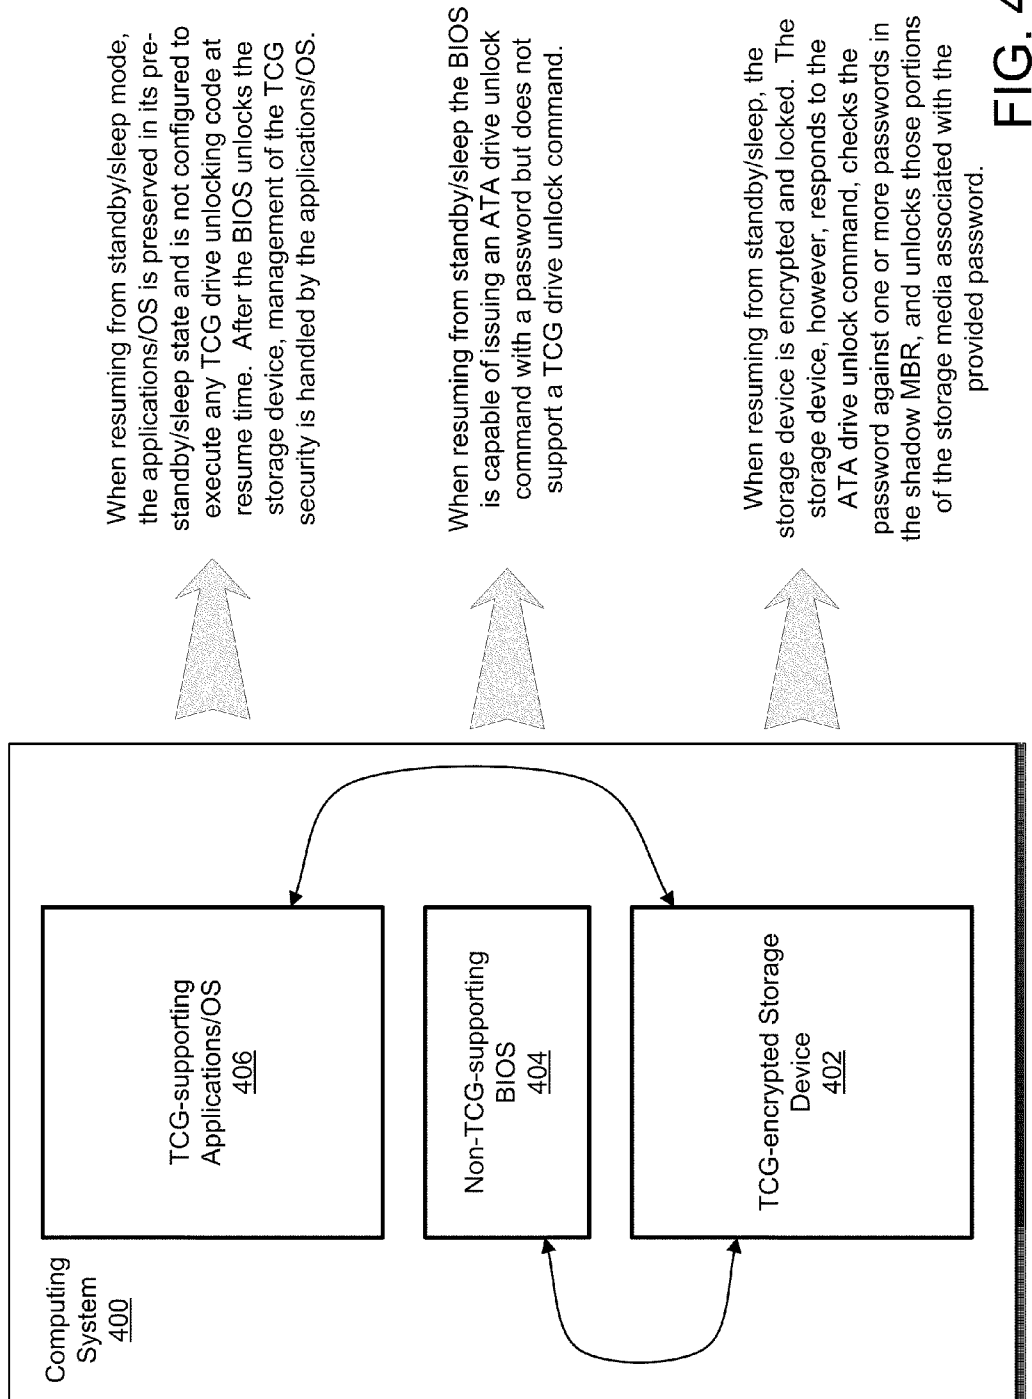 Computing
System
400
TCG-supporting
Applications/OS
406
When resuming from standby/sleep mode,
the applications/OS is preserved in its pre-
standby/sleep state and is not configured to
execute any TCG drive unlocking code at
resume time. After the BIOS unlocks the
storage device, management of the TCG
security is handled by the applications/OS.
Non-TCG-supporting
BIOS
404
When resuming from standby/sleep the BIOS
is capable of issuing an ATA drive unlock
command with a password but does not
support a TCG drive unlock command.
TCG-encrypted Storage
Device
402
When resuming from standby/sleep, the
storage device is encrypted and locked. The
storage device, however, responds to the
ATA drive unlock command, checks the
password against one or more passwords in
the shadow MBR, and unlocks those portions
of the storage media associated with the
provided password.
FIG. 4